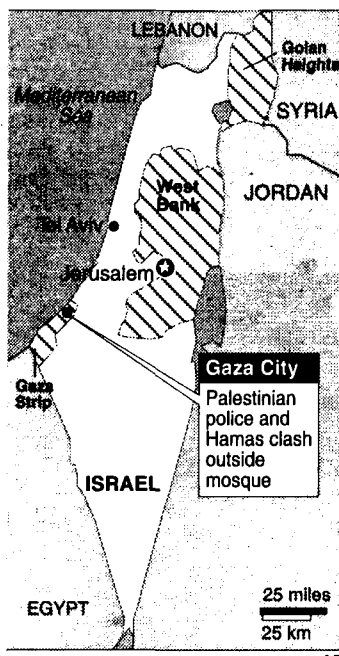 LEBANON
Golan
Heights
Mediterranean
Sea
SYRIA
West
Bank
JORDAN
Tel Aviv
Jerusalem
Gaza City
Palestinian
police and
Hamas clash
outside
mosque
Gaza
Strip
ISRAEL
25 miles
25 km
EGYPT